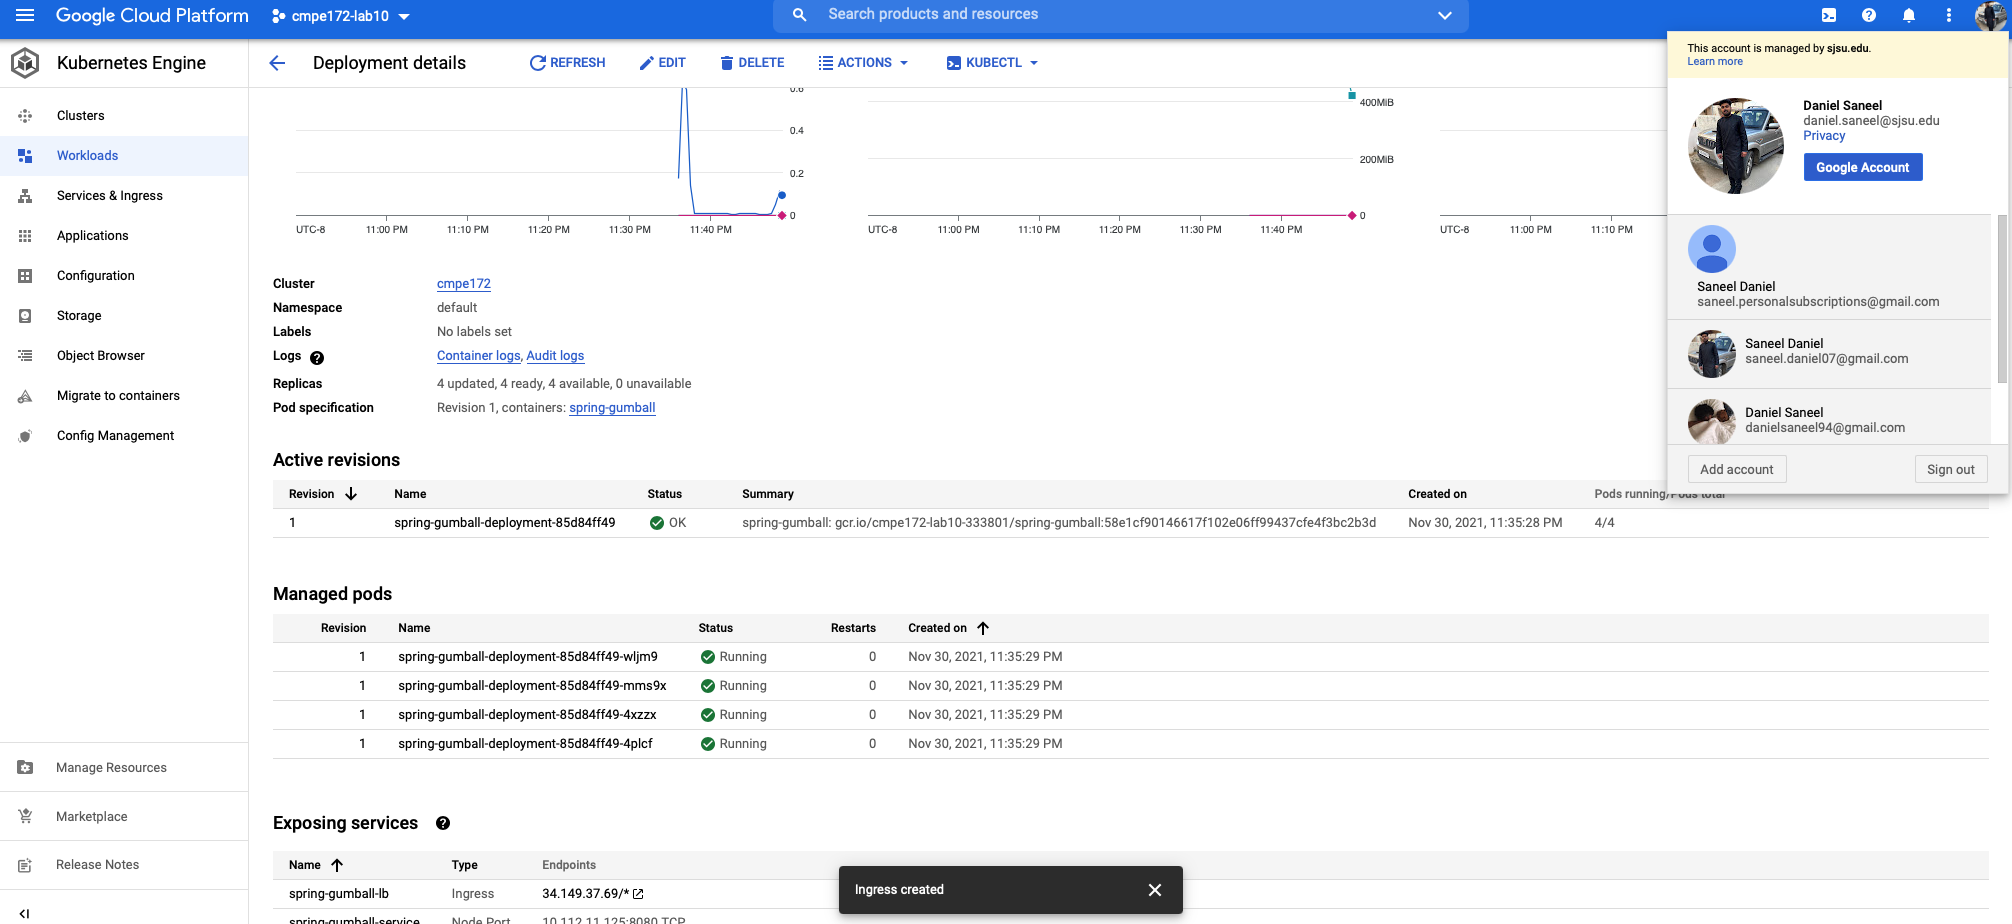 Google Cloud Platform
cmpe172-lab10
Search products and resources
Kubernetes Engine
Deployment details
REFRESH
EDIT
DELETE
ACTIONS
KUBECTL
Clusters
Workloads
Services & Ingress
Applications
Configuration
Storage
Object Browser
Migrate to containers
Config Management
Manage Resources
Marketplace
Release Notes
0.6
0.4
0.2
0
UTC-8 11:00 PM 11:10 PM 11:20 PM 11:30 PM 11:40 PM
400MiB
200MiB
0
UTC-8 11:00 PM 11:10 PM 11:20 PM 11:30 PM 11:40 PM
UTC-8 11:00 PM 11:10 PM
Cluster cmpe172
Namespace default
Labels No labels set
Logs Container logs, Audit logs
Replicas 4 updated, 4 ready, 4 available, 0 unavailable
Pod specification Revision 1, containers: spring-gumball
Active revisions
Revision Name Status Summary Created on Pods running/Pods total
1 spring-gumball-deployment-85d84ff49 OK spring-gumball: gcr.io/cmpe172-lab10-333801/spring-gumball:58e1cf90146617f102e06ff99437cfe4f3bc2b3d Nov 30, 2021, 11:35:28 PM 4/4
Managed pods
Revision Name Status Restarts Created on
1 spring-gumball-deployment-85d84ff49-wljm9 Running 0 Nov 30, 2021, 11:35:29 PM
1 spring-gumball-deployment-85d84ff49-mms9x Running 0 Nov 30, 2021, 11:35:29 PM
1 spring-gumball-deployment-85d84ff49-4xzzx Running 0 Nov 30, 2021, 11:35:29 PM
1 spring-gumball-deployment-85d84ff49-4plcf Running 0 Nov 30, 2021, 11:35:29 PM
Exposing services
Name Type Endpoints
spring-gumball-lb Ingress 34.149.37.69/*
spring-gumball-service Node Port 10.112.11.125:8080 TCP
Ingress created
This account is managed by sjsu.edu.
Learn more
Daniel Saneel
daniel.saneel@sjsu.edu
Privacy
Google Account
Saneel Daniel
saneel.personalsubscriptions@gmail.com
Saneel Daniel
saneel.daniel07@gmail.com
Daniel Saneel
danielsaneel94@gmail.com
Add account
Sign out